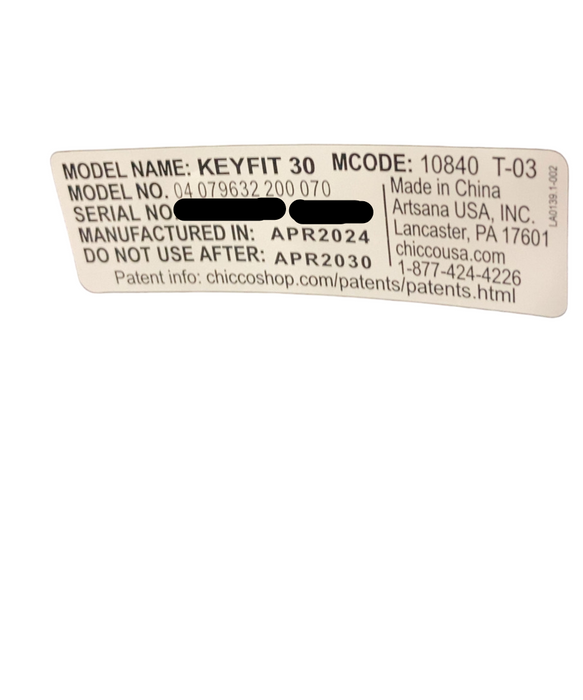 MODEL NAME: KEYFIT 30 MCODE: 10840 T-03
MODEL NO. 04 079632 200 070
SERIAL NO
MANUFACTURED IN: APR2024
DO NOT USE AFTER: APR2030
Made in China
Artsana USA, INC.
Lancaster, PA 17601
chiccousa.com
1-877-424-4226
Patent info: chiccoshop.com/patents/patents.html
LA0139.1-002